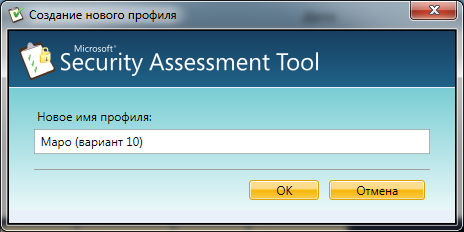 Создание нового профиля
Microsoft®
Security Assessment Tool
Новое имя профиля:
Маро (вариант 10)
OK
Отмена